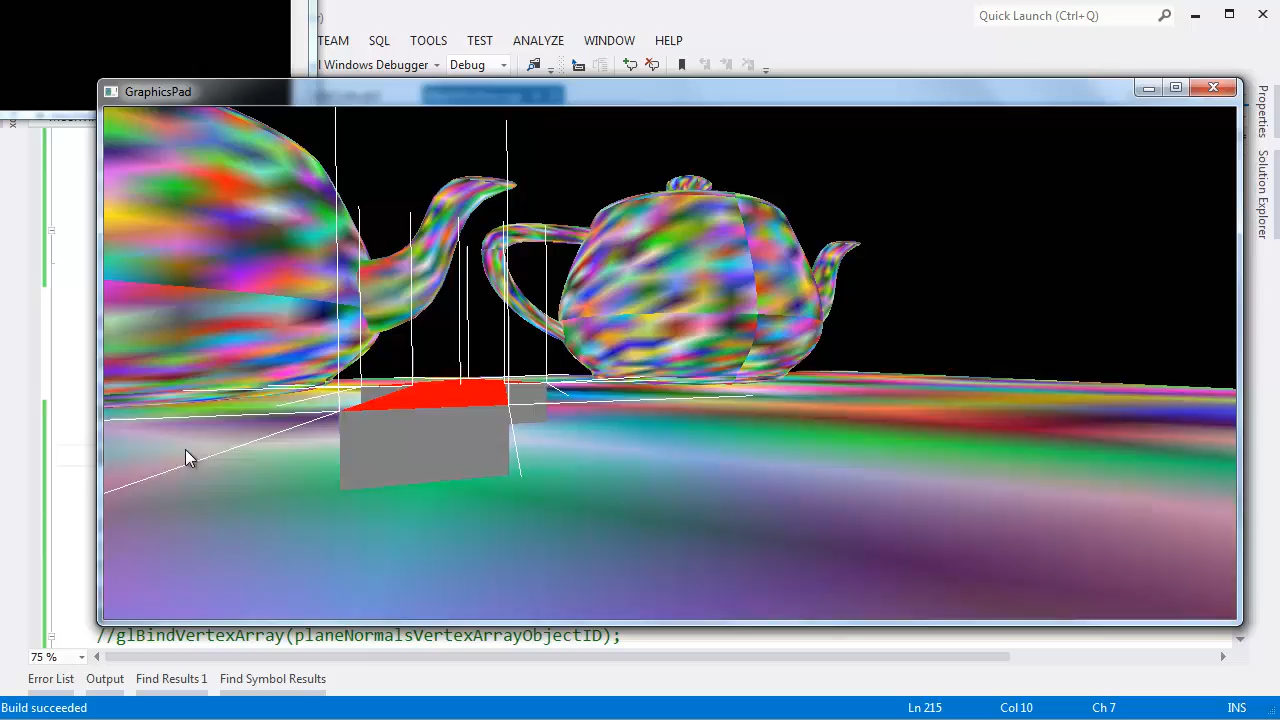 Quick Launch (Ctrl+Q)
TEAM SQL TOOLS TEST ANALYZE WINDOW HELP
Windows Debugger Debug
GraphicsPad
Properties
Solution Explorer
//glBindVertexArray(planeNormalsVertexArrayObjectID);
75 %
Error List Output Find Results 1 Find Symbol Results
Build succeeded Ln 215 Col 10 Ch 7 INS